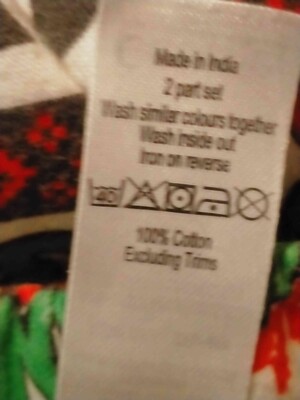 Made in India
2 part set
Wash similar colours together
Wash inside out
Iron on reverse
40
100% Cotton
Excluding Trims